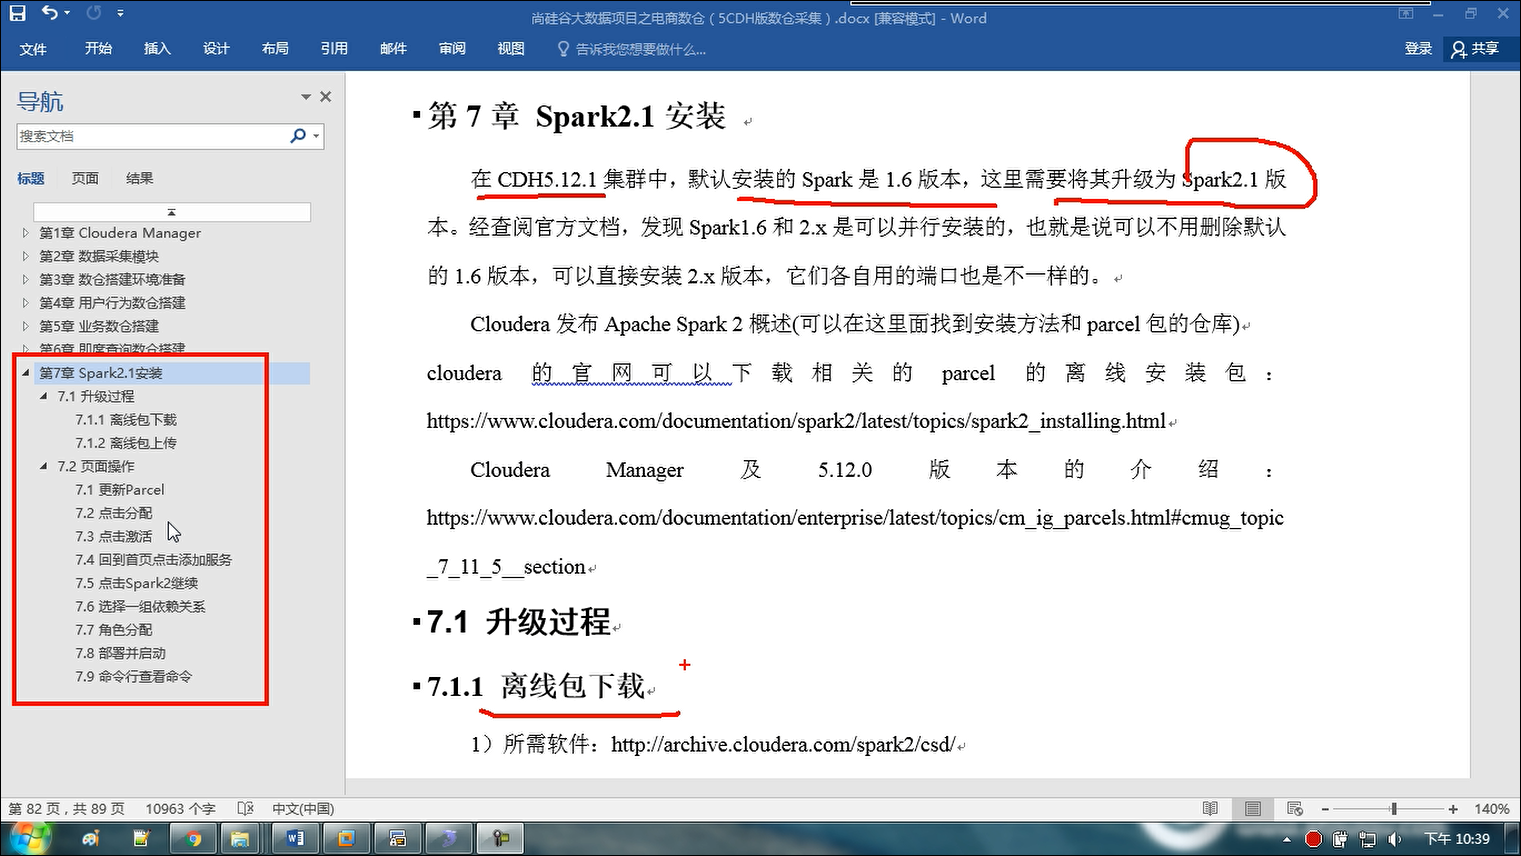 尚硅谷大数据项目之电商数仓（5CDH版数仓采集）.docx [兼容模式] - Word
文件 开始 插入 设计 布局 引用 邮件 审阅 视图 告诉我您想要做什么... 登录 共享
导航
搜索文档
标题 页面 结果
第1章 Cloudera Manager
第2章 数据采集模块
第3章 数仓搭建环境准备
第4章 用户行为数仓搭建
第5章 业务数仓搭建
第6章 即席查询数仓搭建
第7章 Spark2.1安装
7.1 升级过程
7.1.1 离线包下载
7.1.2 离线包上传
7.2 页面操作
7.1 更新Parcel
7.2 点击分配
7.3 点击激活
7.4 回到首页点击添加服务
7.5 点击Spark2继续
7.6 选择一组依赖关系
7.7 角色分配
7.8 部署并启动
7.9 命令行查看命令
第 7 章 Spark2.1 安装
在 CDH5.12.1 集群中，默认安装的 Spark 是 1.6 版本，这里需要将其升级为 Spark2.1 版
本。经查阅官方文档，发现 Spark1.6 和 2.x 是可以并行安装的，也就是说可以不用删除默认
的 1.6 版本，可以直接安装 2.x 版本，它们各自用的端口也是不一样的。
Cloudera 发布 Apache Spark 2 概述(可以在这里面找到安装方法和 parcel 包的仓库)
cloudera 的官网可以下载相关的 parcel 的离线安装包：
https://www.cloudera.com/documentation/spark2/latest/topics/spark2_installing.html
Cloudera Manager 及 5.12.0 版本的介绍：
https://www.cloudera.com/documentation/enterprise/latest/topics/cm_ig_parcels.html#cmug_topic
_7_11_5__section
7.1 升级过程
7.1.1 离线包下载
1）所需软件：http://archive.cloudera.com/spark2/csd/
第 82 页，共 89 页 10963 个字 中文(中国) 140%
下午 10:39